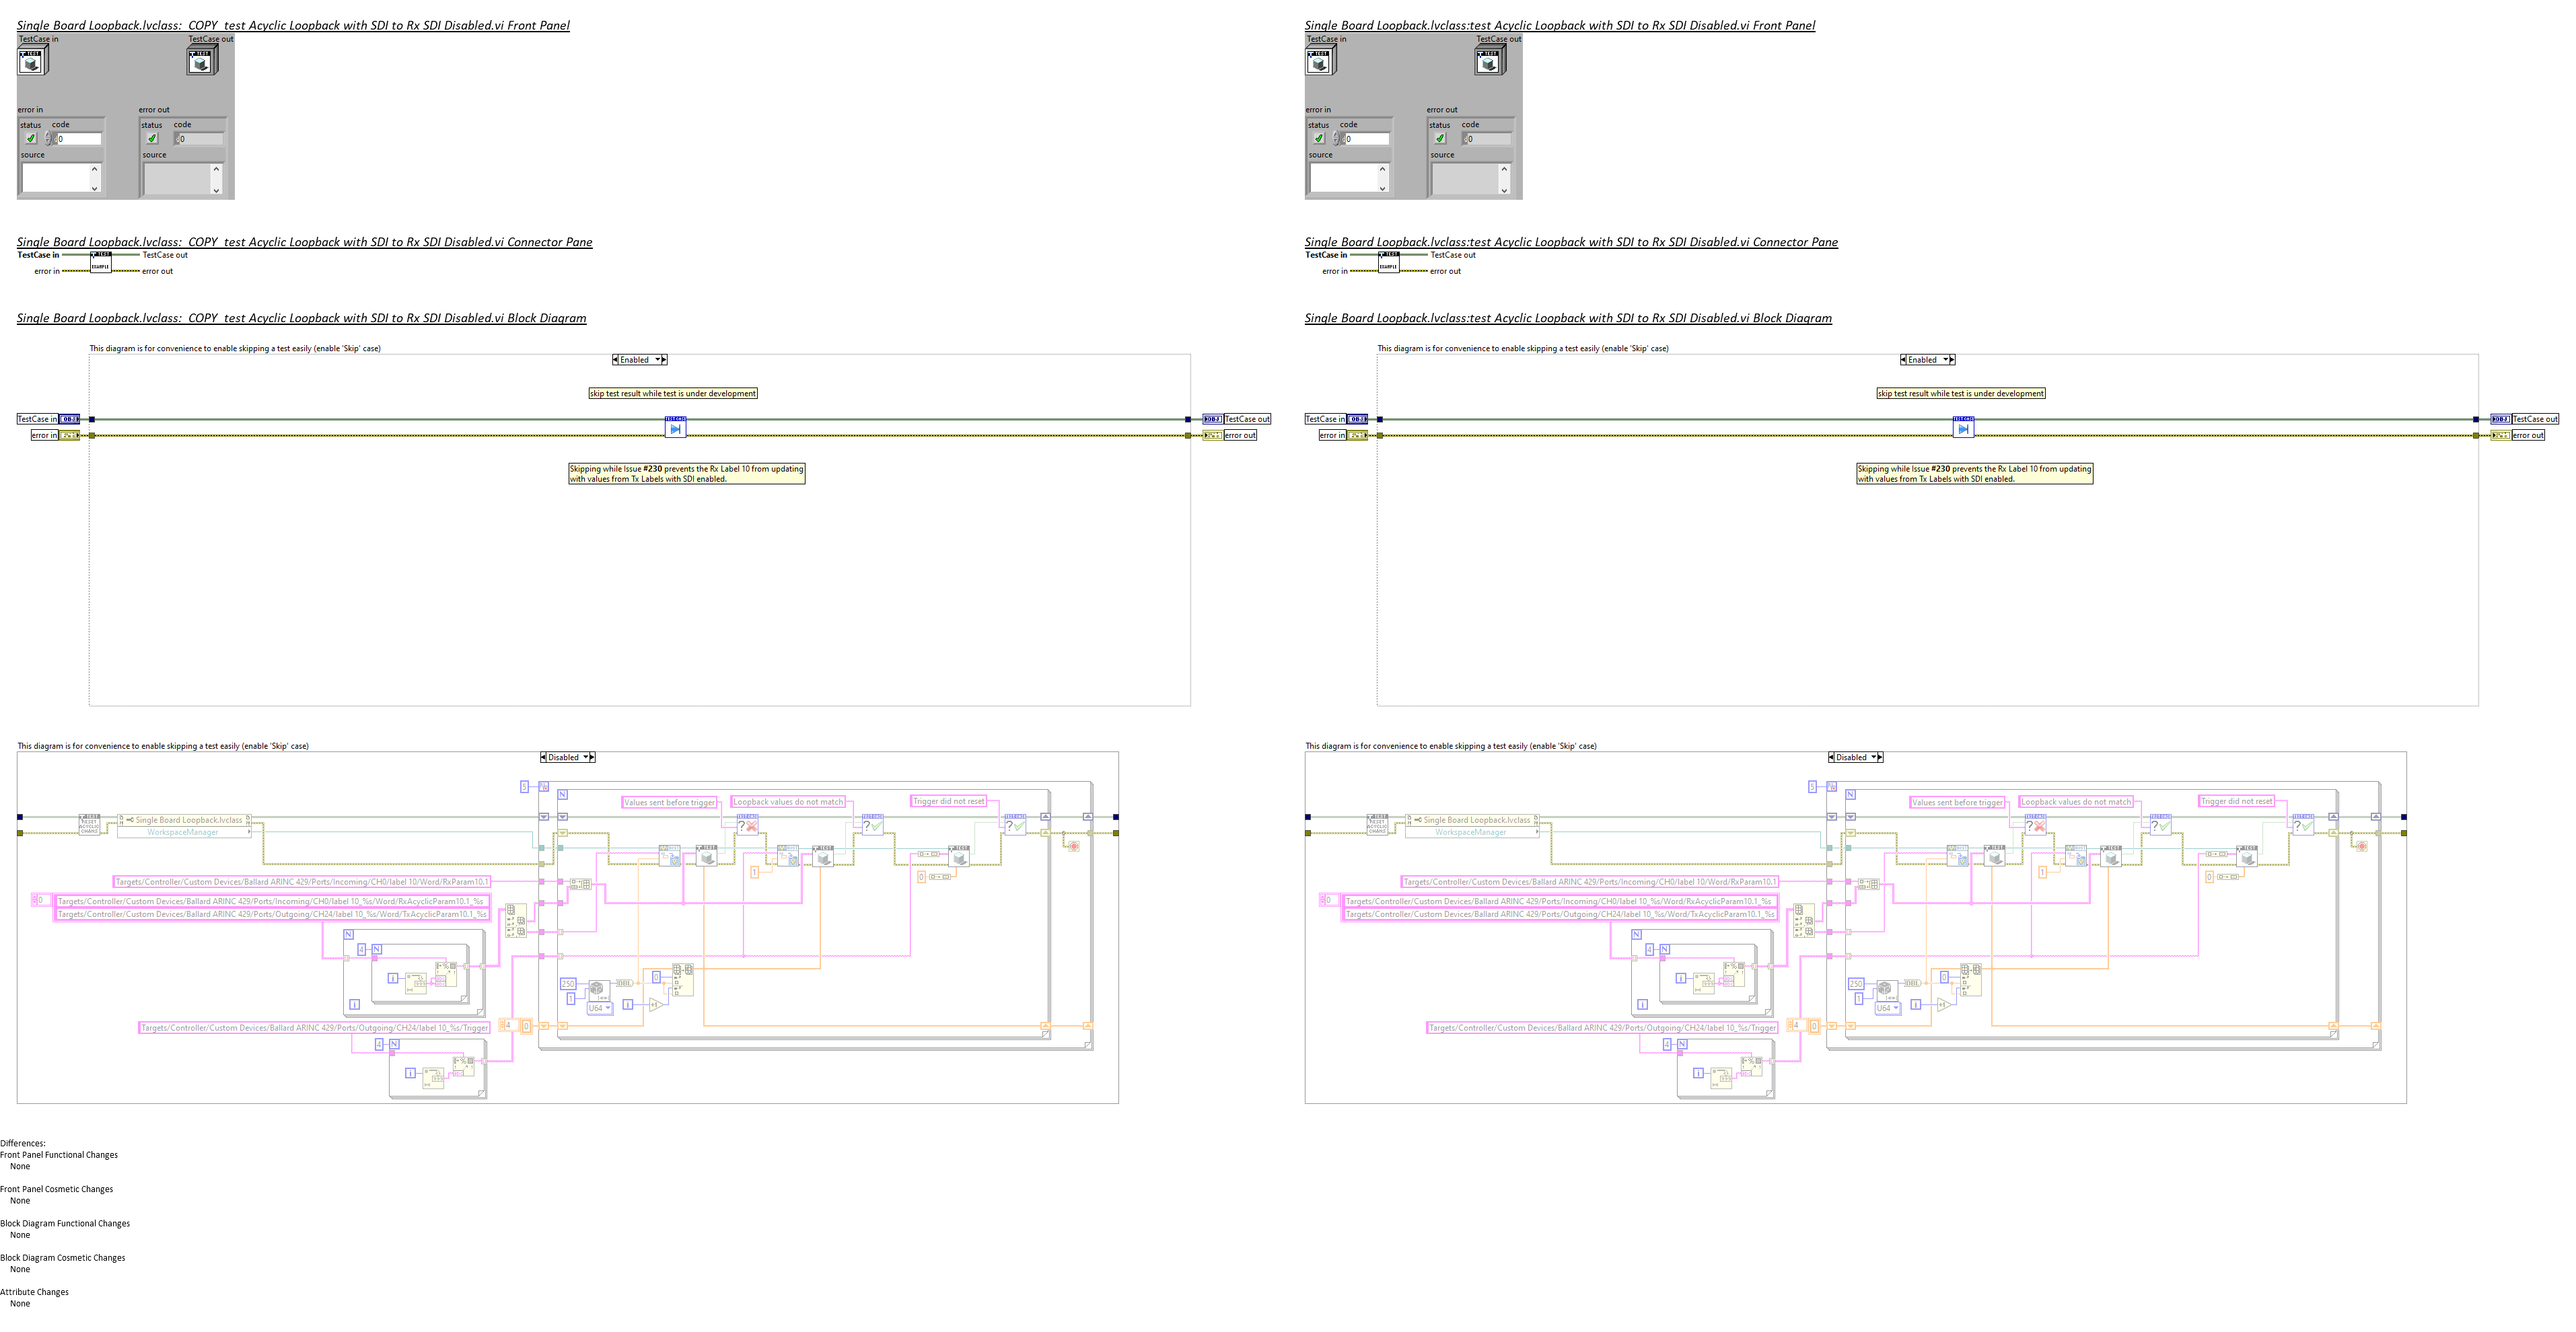 Single Board Loopback.lvclass:  COPY  test Acyclic Loopback with SDI to Rx SDI Disabled.vi Front Panel
TestCase in
TestCase out
error in
error out
status
code
status
code
0
0
source
source
Single Board Loopback.lvclass:  COPY  test Acyclic Loopback with SDI to Rx SDI Disabled.vi Connector Pane
TestCase in
TestCase out
error in
error out
TEST
EXAMPLE
Single Board Loopback.lvclass:  COPY  test Acyclic Loopback with SDI to Rx SDI Disabled.vi Block Diagram
This diagram is for convenience to enable skipping a test easily (enable 'Skip' case)
Enabled
skip test result while test is under development
TestCase in
TestCase out
error in
error out
Skipping while Issue #230 prevents the Rx Label 10 from updating
with values from Tx Labels with SDI enabled.
This diagram is for convenience to enable skipping a test easily (enable 'Skip' case)
Disabled
5
N
Values sent before trigger
Loopback values do not match
Trigger did not reset
Single Board Loopback.lvclass
WorkspaceManager
1
0
Targets/Controller/Custom Devices/Ballard ARINC 429/Ports/Incoming/CH0/label 10/Word/RxParam10.1
0
Targets/Controller/Custom Devices/Ballard ARINC 429/Ports/Incoming/CH0/label 10_%s/Word/RxAcyclicParam10.1_%s
Targets/Controller/Custom Devices/Ballard ARINC 429/Ports/Outgoing/CH24/label 10_%s/Word/TxAcyclicParam10.1_%s
N
4
N
i
i
250
1
U64
DBL
i
+1
0
Targets/Controller/Custom Devices/Ballard ARINC 429/Ports/Outgoing/CH24/label 10_%s/Trigger
4
0
4
N
i
Single Board Loopback.lvclass:test Acyclic Loopback with SDI to Rx SDI Disabled.vi Front Panel
TestCase in
TestCase out
error in
error out
status
code
status
code
0
0
source
source
Single Board Loopback.lvclass:test Acyclic Loopback with SDI to Rx SDI Disabled.vi Connector Pane
TestCase in
TestCase out
error in
error out
TEST
EXAMPLE
Single Board Loopback.lvclass:test Acyclic Loopback with SDI to Rx SDI Disabled.vi Block Diagram
This diagram is for convenience to enable skipping a test easily (enable 'Skip' case)
Enabled
skip test result while test is under development
TestCase in
TestCase out
error in
error out
Skipping while Issue #230 prevents the Rx Label 10 from updating
with values from Tx Labels with SDI enabled.
This diagram is for convenience to enable skipping a test easily (enable 'Skip' case)
Disabled
5
N
Values sent before trigger
Loopback values do not match
Trigger did not reset
Single Board Loopback.lvclass
WorkspaceManager
1
0
Targets/Controller/Custom Devices/Ballard ARINC 429/Ports/Incoming/CH0/label 10/Word/RxParam10.1
0
Targets/Controller/Custom Devices/Ballard ARINC 429/Ports/Incoming/CH0/label 10_%s/Word/RxAcyclicParam10.1_%s
Targets/Controller/Custom Devices/Ballard ARINC 429/Ports/Outgoing/CH24/label 10_%s/Word/TxAcyclicParam10.1_%s
N
4
N
i
i
250
1
U64
DBL
i
+1
0
Targets/Controller/Custom Devices/Ballard ARINC 429/Ports/Outgoing/CH24/label 10_%s/Trigger
4
0
4
N
i
Differences:
Front Panel Functional Changes
None
Front Panel Cosmetic Changes
None
Block Diagram Functional Changes
None
Block Diagram Cosmetic Changes
None
Attribute Changes
None